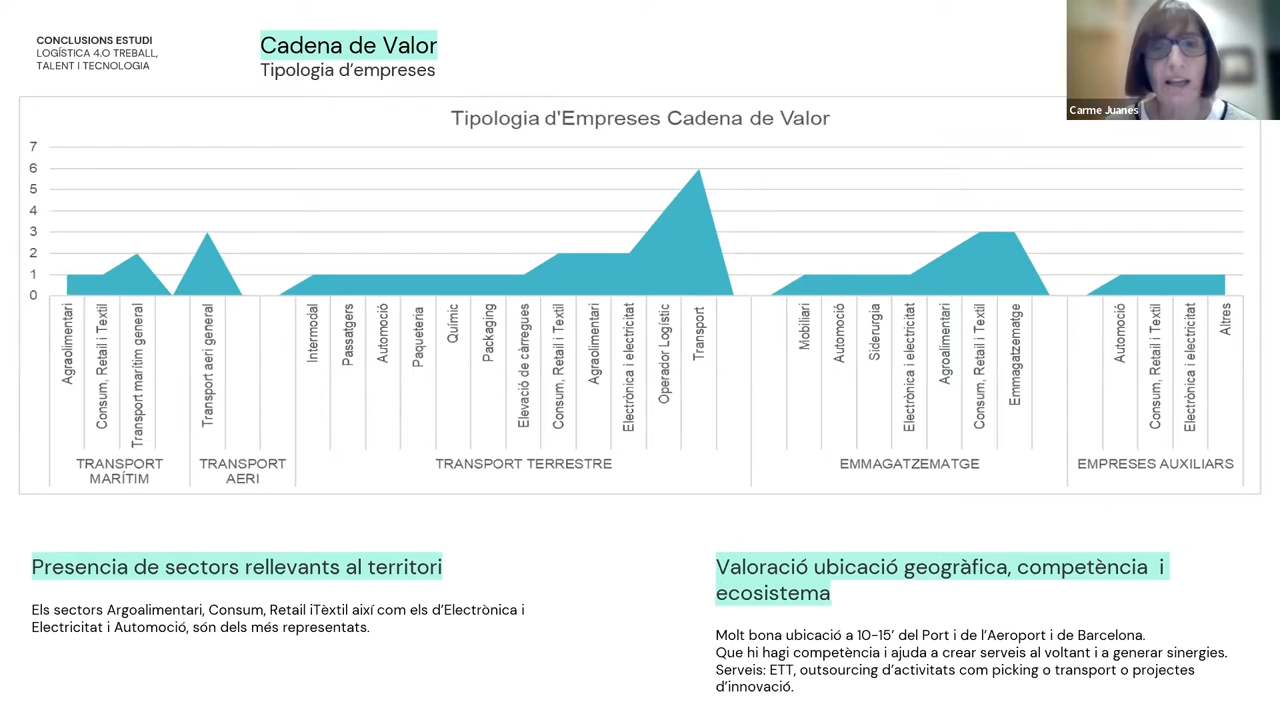 CONCLUSIONS ESTUDI
LOGÍSTICA 4.0 TREBALL,
TALENT I TECNOLOGIA
Cadena de Valor
Tipologia d'empreses
Carme Juanes
Tipologia d'Empreses Cadena de Valor
7
6
5
4
3
2
1
0
Agraolimentari
Consum, Retail i Textil
Transport marítim general
Transport aeri general
Intermodal
Passatgers
Automoció
Paqueteria
Químic
Packaging
Elevació de càrregues
Consum, Retail i Textil
Agraolimentari
Electrònica i electricitat
Operador Logístic
Transport
Mobiliari
Automoció
Siderurgia
Electrònica i electricitat
Agroalimentari
Consum, Retail i Textil
Emmagatzematge
Automoció
Consum, Retail i Textil
Electrònica i electricitat
Altres
TRANSPORT
MARÍTIM
TRANSPORT
AERI
TRANSPORT TERRESTRE
EMMAGATZEMATGE
EMPRESES AUXILIARS
Presencia de sectors rellevants al territori
Els sectors Argoalimentari, Consum, Retail iTèxtil així com els d'Electrònica i
Electricitat i Automoció, són dels més representats.
Valoració ubicació geogràfica, competència i
ecosistema
Molt bona ubicació a 10-15' del Port i de l'Aeroport i de Barcelona.
Que hi hagi competència i ajuda a crear serveis al voltant i a generar sinergies.
Serveis: ETT, outsourcing d'activitats com picking o transport o projectes
d'innovació.